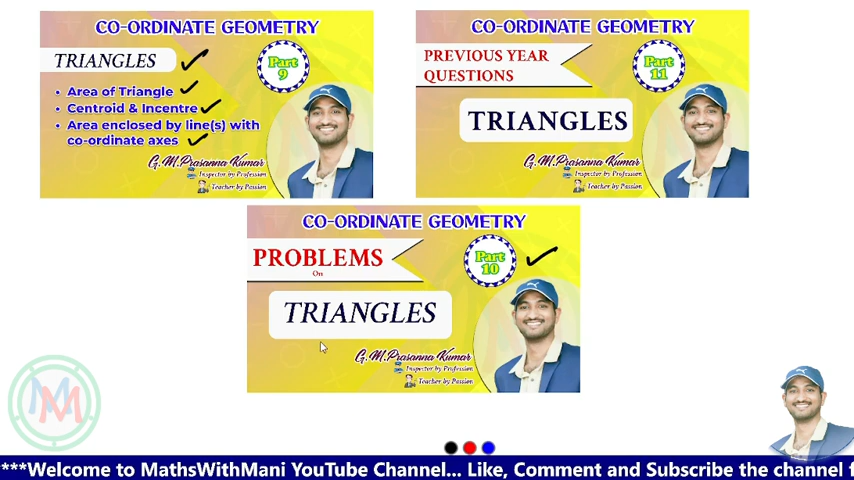 CO-ORDINATE GEOMETRY
TRIANGLES
Part
9
• Area of Triangle
• Centroid & Incentre
• Area enclosed by line(s) with
co-ordinate axes
G.M.Prasanna Kumar
Inspector by Profession
Teacher by Passion
CO-ORDINATE GEOMETRY
PREVIOUS YEAR
QUESTIONS
Part
11
TRIANGLES
G.M.Prasanna Kumar
Inspector by Profession
Teacher by Passion
CO-ORDINATE GEOMETRY
PROBLEMS
On
Part
10
TRIANGLES
G.M.Prasanna Kumar
Inspector by Profession
Teacher by Passion
MM
***Welcome to MathsWithMani YouTube Channel... Like, Comment and Subscribe the channel f